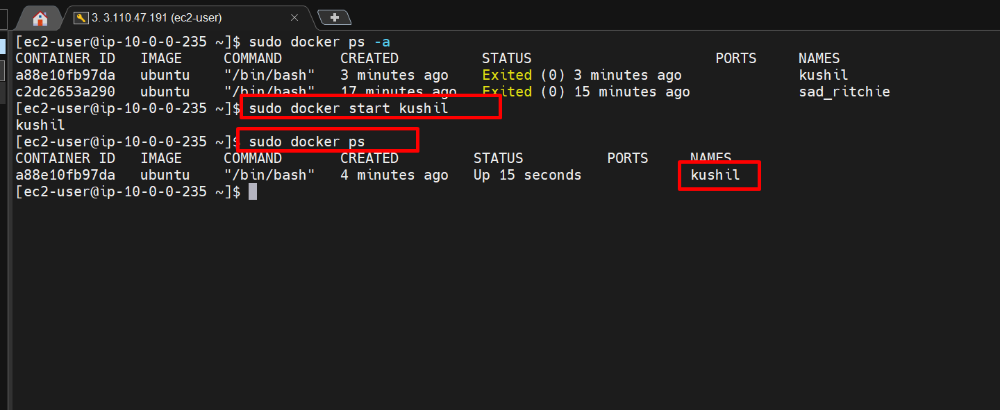 3. 3.110.47.191 (ec2-user)
[ec2-user@ip-10-0-0-235 ~]$ sudo docker ps -a
CONTAINER ID   IMAGE     COMMAND       CREATED          STATUS                      PORTS     NAMES
a88e10fb97da   ubuntu    "/bin/bash"   3 minutes ago    Exited (0) 3 minutes ago              kushil
c2dc2653a290   ubuntu    "/bin/bash"   17 minutes ago   Exited (0) 15 minutes ago             sad_ritchie
[ec2-user@ip-10-0-0-235 ~]$ sudo docker start kushil
kushil
[ec2-user@ip-10-0-0-235 ~]$ sudo docker ps
CONTAINER ID   IMAGE     COMMAND       CREATED         STATUS          PORTS     NAMES
a88e10fb97da   ubuntu    "/bin/bash"   4 minutes ago   Up 15 seconds             kushil
[ec2-user@ip-10-0-0-235 ~]$